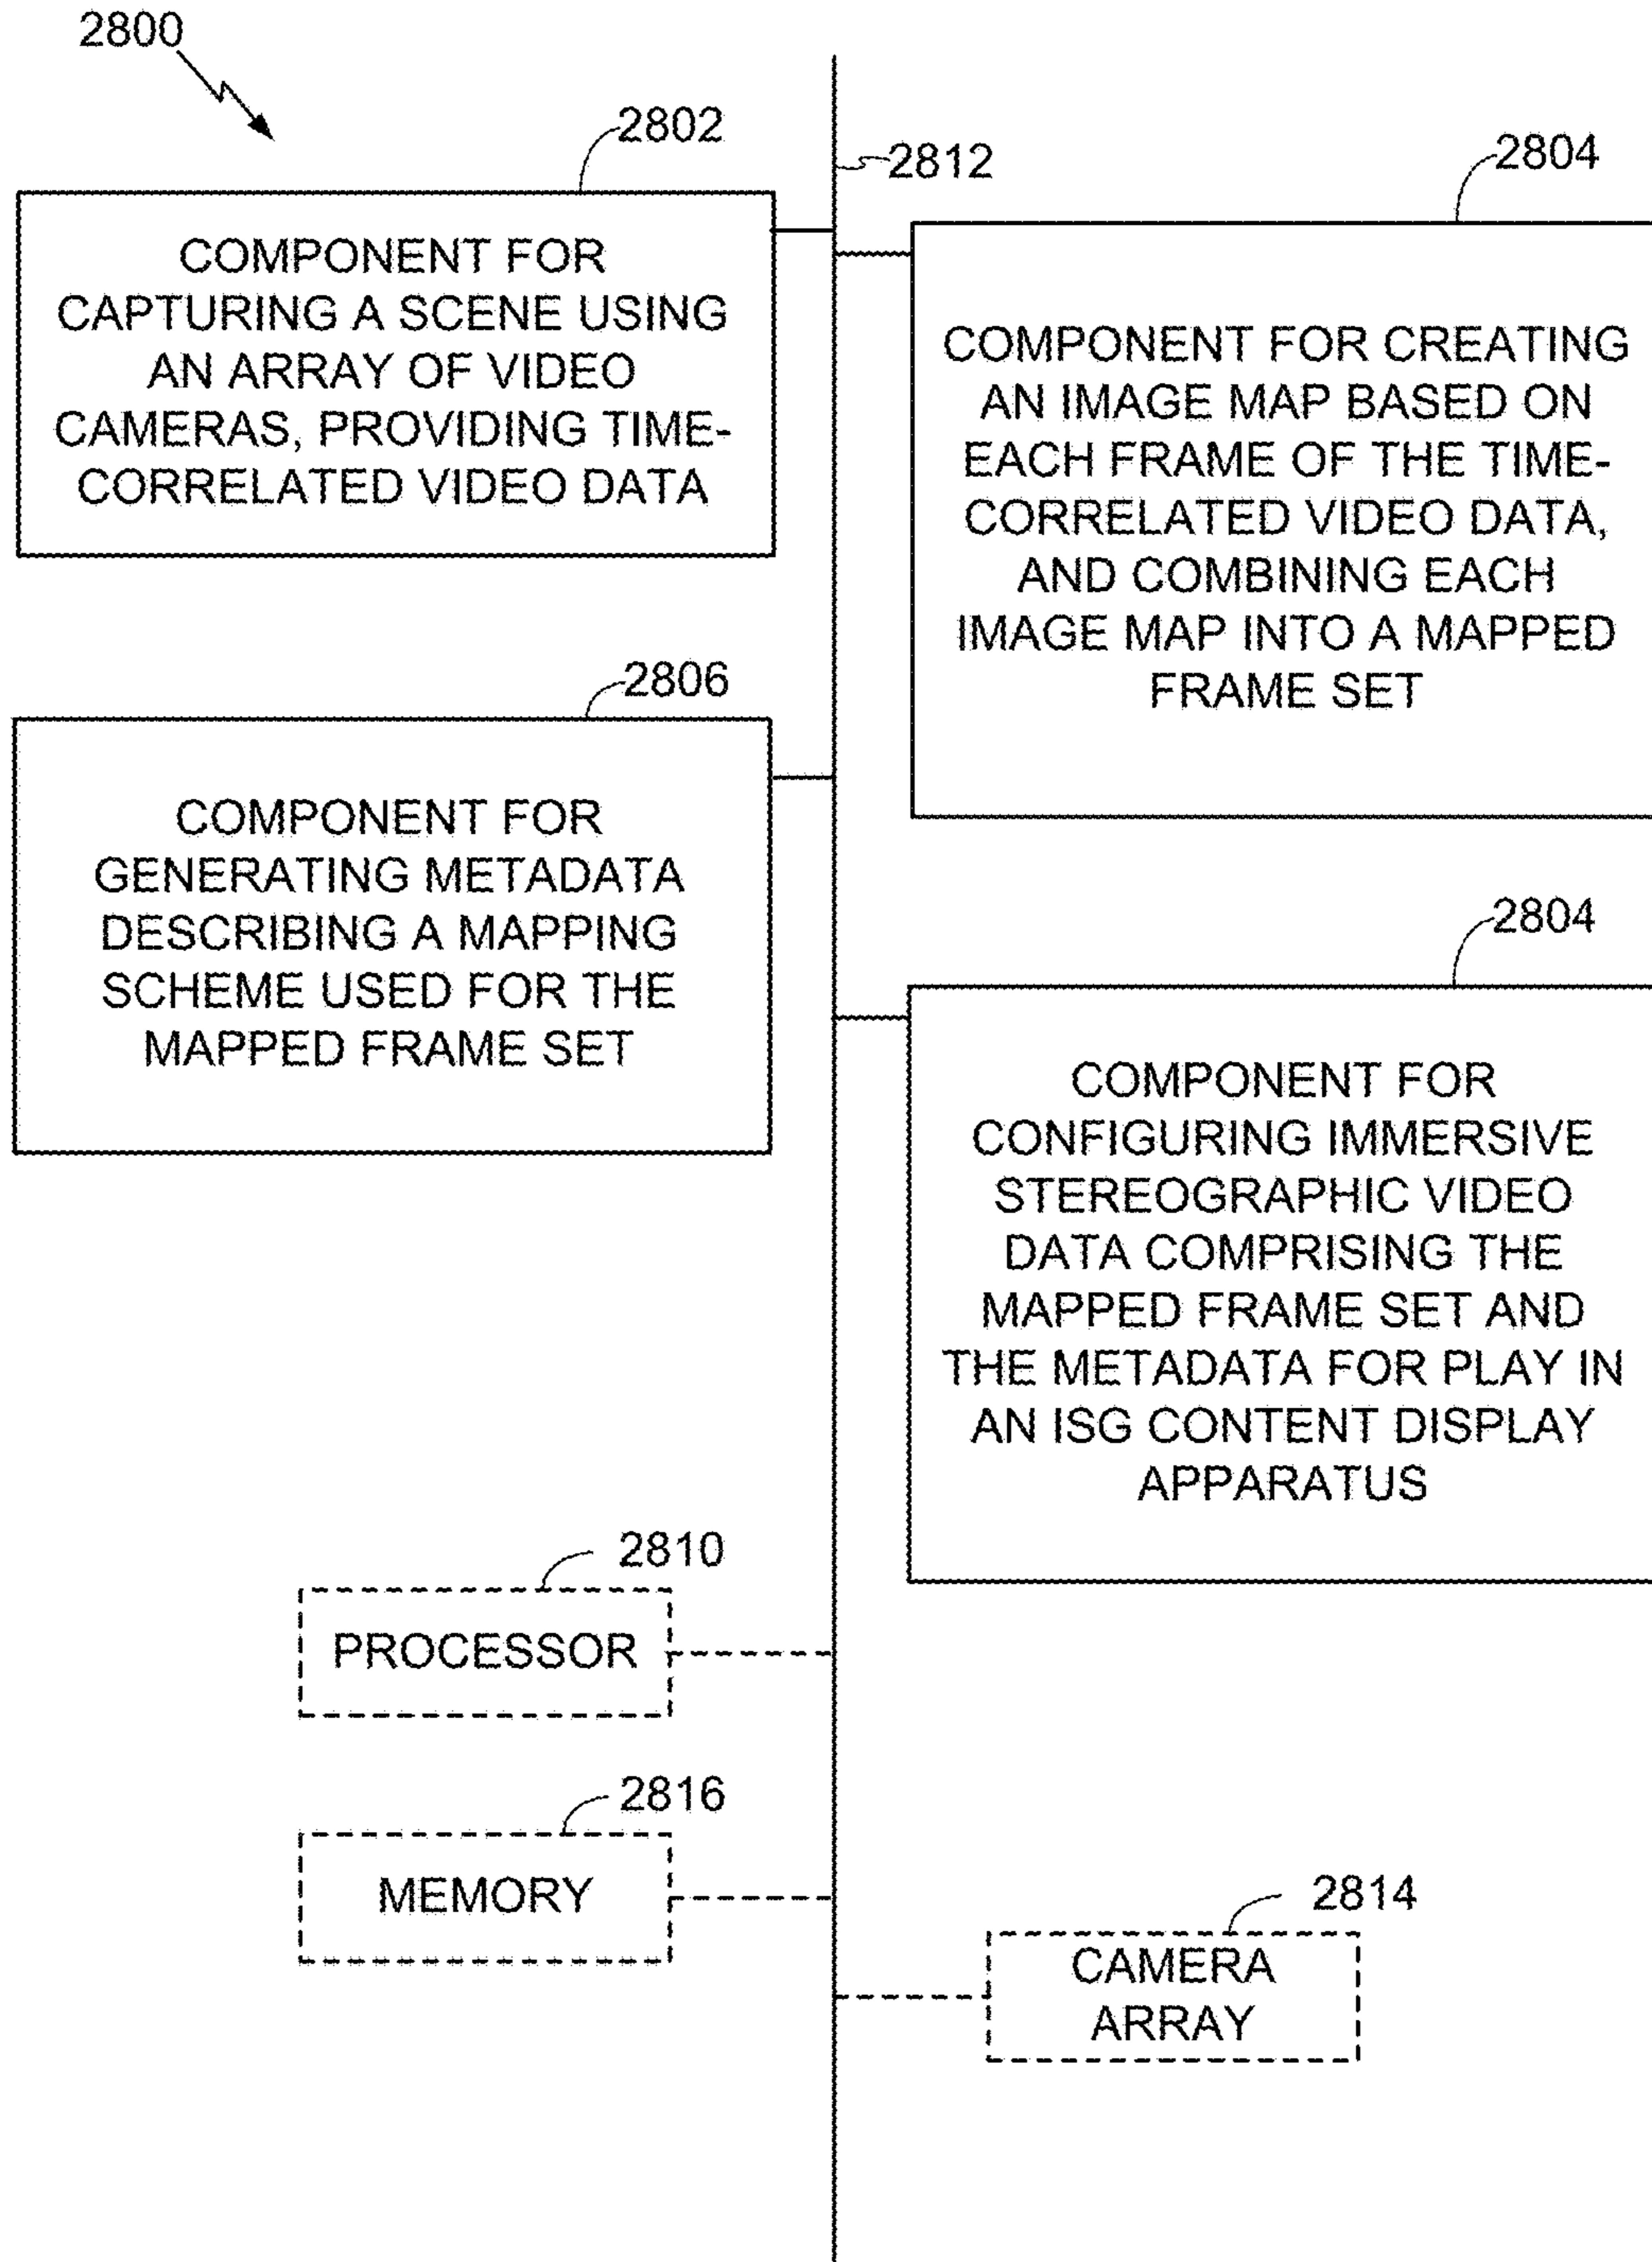 2800
2802
2812
2804
COMPONENT FOR
CAPTURING A SCENE USING
AN ARRAY OF VIDEO
CAMERAS, PROVIDING TIME-
CORRELATED VIDEO DATA
COMPONENT FOR CREATING
AN IMAGE MAP BASED ON
EACH FRAME OF THE TIME-
CORRELATED VIDEO DATA,
AND COMBINING EACH
IMAGE MAP INTO A MAPPED
FRAME SET
2806
COMPONENT FOR
GENERATING METADATA
DESCRIBING A MAPPING
SCHEME USED FOR THE
MAPPED FRAME SET
2804
COMPONENT FOR
CONFIGURING IMMERSIVE
STEREOGRAPHIC VIDEO
DATA COMPRISING THE
MAPPED FRAME SET AND
THE METADATA FOR PLAY IN
AN ISG CONTENT DISPLAY
APPARATUS
2810
PROCESSOR
2816
MEMORY
2814
CAMERA
ARRAY